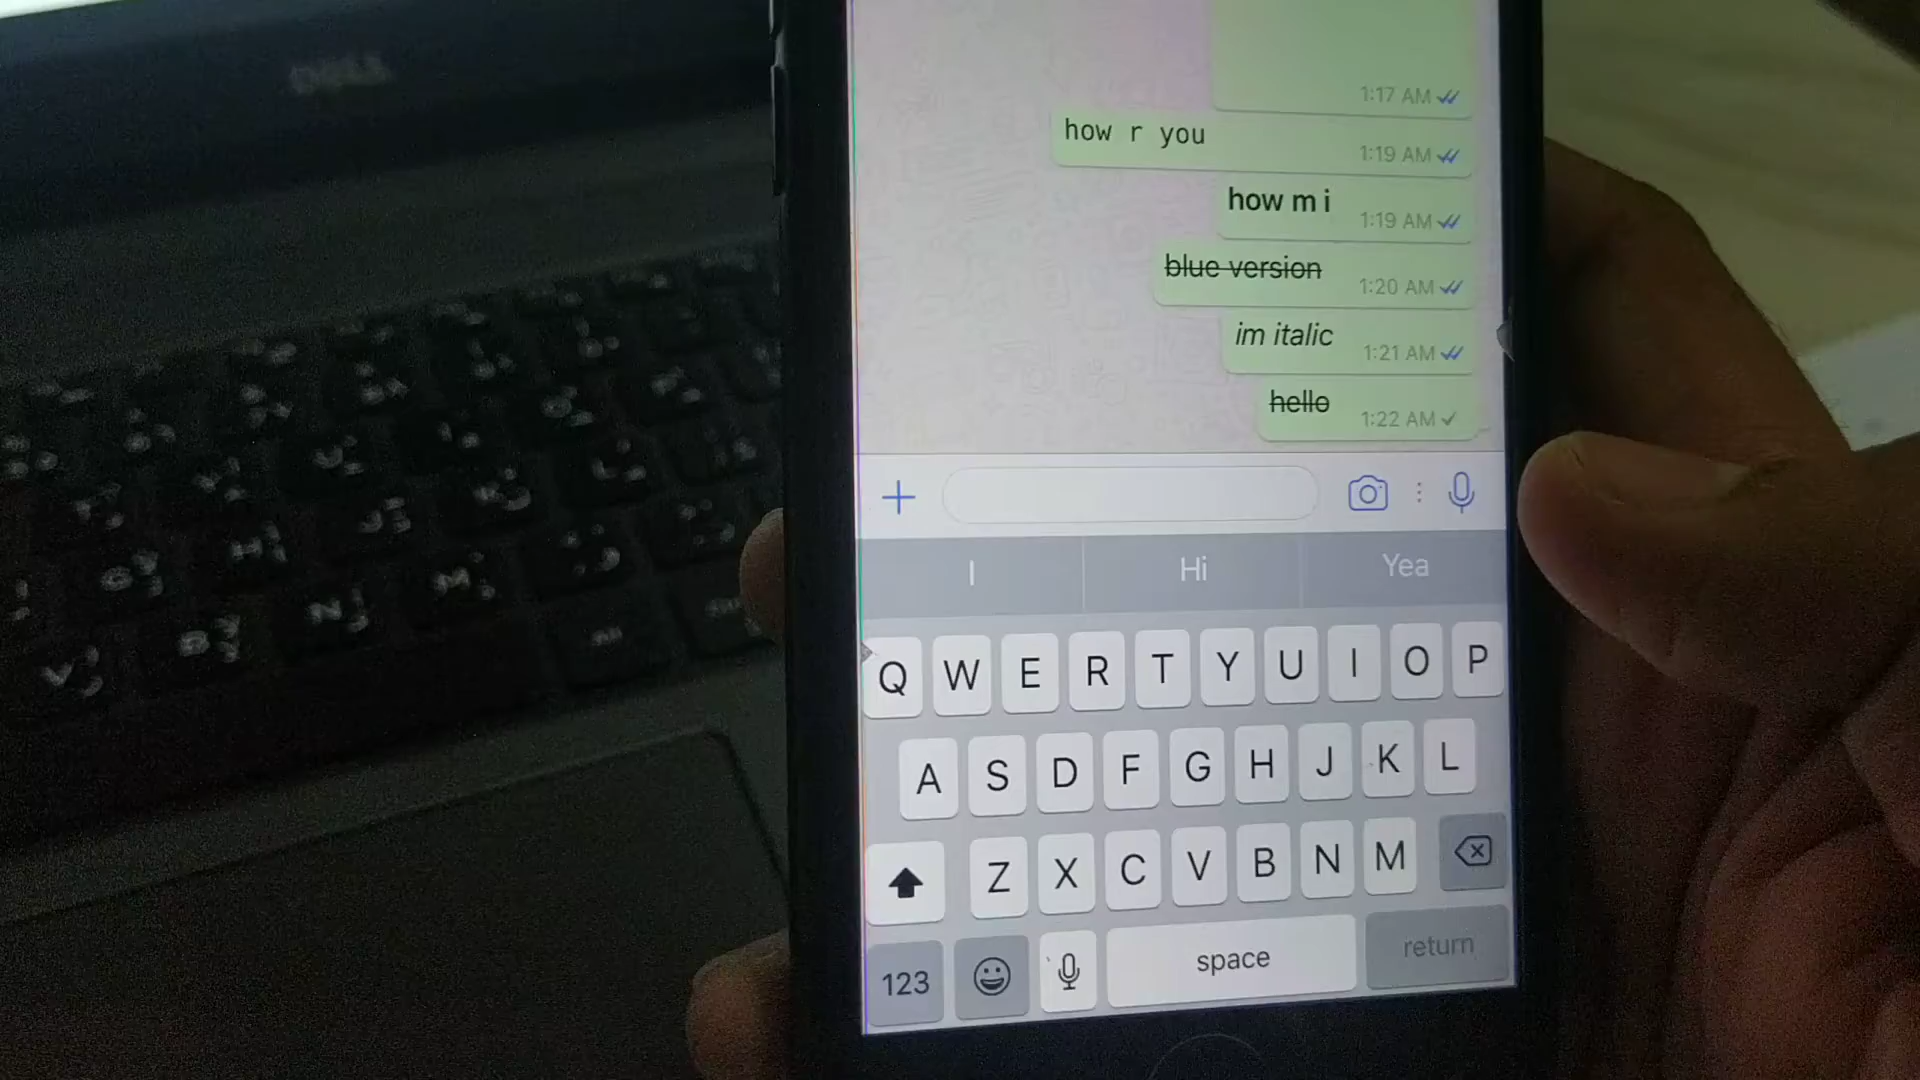 1:17 AM
how r you
1:19 AM
how m i
1:19 AM
blue version
1:20 AM
im italic
1:21 AM
hello
1:22 AM
I Hi Yea
Q W E R T Y U I O P
A S D F G H J K L
Z X C V B N M
123 space return